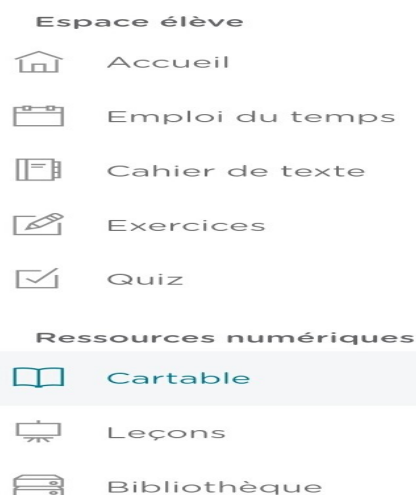 Espace élève
Accueil
Emploi du temps
Cahier de texte
Exercices
Quiz
Ressources numériques
Cartable
Leçons
Bibliothèque